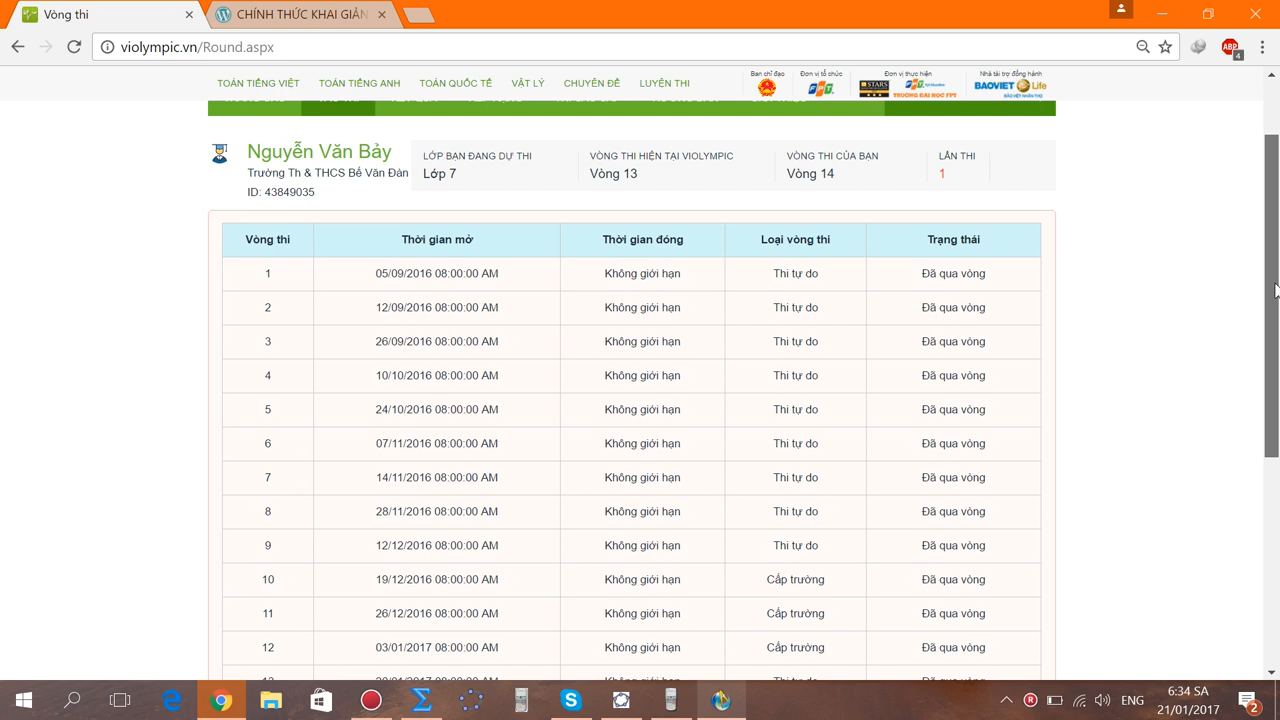 Vòng thi
CHÍNH THỨC KHAI GIẢN
violympic.vn/Round.aspx
ABP
4
TOÁN TIẾNG VIỆT TOÁN TIẾNG ANH TOÁN QUỐC TẾ VẬT LÝ CHUYÊN ĐỀ LUYỆN THI
Ban chỉ đạo Đơn vị tổ chức Đơn vị thực hiện Nhà tài trợ đồng hành
FPT STARS TRƯỜNG ĐẠI HỌC FPT BAOVIET Life
BẢO VIỆT NHÂN THỌ
Nguyễn Văn Bảy
Trường Th & THCS Bế Văn Đàn
ID: 43849035
LỚP BẠN ĐANG DỰ THI VÒNG THI HIỆN TẠI VIOLYMPIC VÒNG THI CỦA BẠN LẦN THI
Lớp 7 Vòng 13 Vòng 14 1
Vòng thi Thời gian mở Thời gian đóng Loại vòng thi Trạng thái
1 05/09/2016 08:00:00 AM Không giới hạn Thi tự do Đã qua vòng
2 12/09/2016 08:00:00 AM Không giới hạn Thi tự do Đã qua vòng
3 26/09/2016 08:00:00 AM Không giới hạn Thi tự do Đã qua vòng
4 10/10/2016 08:00:00 AM Không giới hạn Thi tự do Đã qua vòng
5 24/10/2016 08:00:00 AM Không giới hạn Thi tự do Đã qua vòng
6 07/11/2016 08:00:00 AM Không giới hạn Thi tự do Đã qua vòng
7 14/11/2016 08:00:00 AM Không giới hạn Thi tự do Đã qua vòng
8 28/11/2016 08:00:00 AM Không giới hạn Thi tự do Đã qua vòng
9 12/12/2016 08:00:00 AM Không giới hạn Thi tự do Đã qua vòng
10 19/12/2016 08:00:00 AM Không giới hạn Cấp trường Đã qua vòng
11 26/12/2016 08:00:00 AM Không giới hạn Cấp trường Đã qua vòng
12 03/01/2017 08:00:00 AM Không giới hạn Cấp trường Đã qua vòng
ENG
6:34 SA
21/01/2017
2